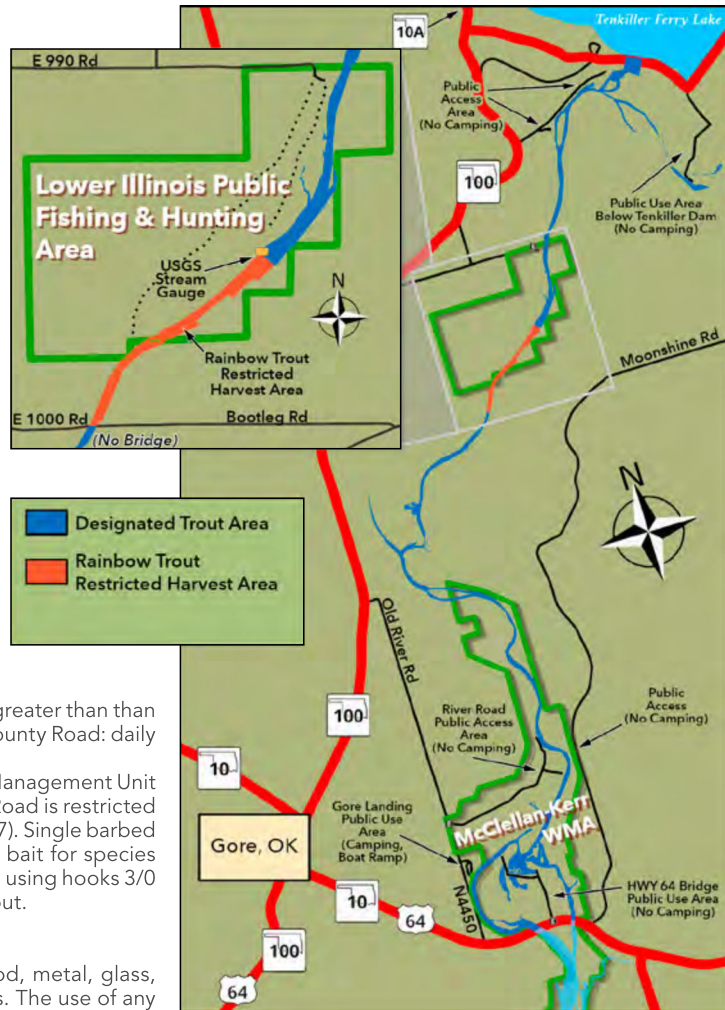 Tenkiller Ferry Lake
10A
E 990 Rd
Public
Access
Area
(No Camping)
100
Lower Illinois Public
Fishing & Hunting
Area
Public Use Area
Below Tenkiller Dam
(No Camping)
USGS
Stream
Gauge
N
Rainbow Trout
Restricted
Harvest Area
Moonshine Rd
E 1000 Rd
Bootleg Rd
(No Bridge)
N
Designated Trout Area
Rainbow Trout
Restricted Harvest Area
Old River Rd
greater than than
ounty Road: daily
Management Unit
Road is restricted
7). Single barbed
bait for species
using hooks 3/0
out.
od, metal, glass,
s. The use of any
100
River Road
Public Access
Area
(No Camping)
Public
Access
(No Camping)
10
Gore Landing
Public Use
Area
(Camping,
Boat Ramp)
McClellan-Kerr
WMA
Gore, OK
N4450
HWY 64 Bridge
Public Use Area
(No Camping)
10
64
100
64